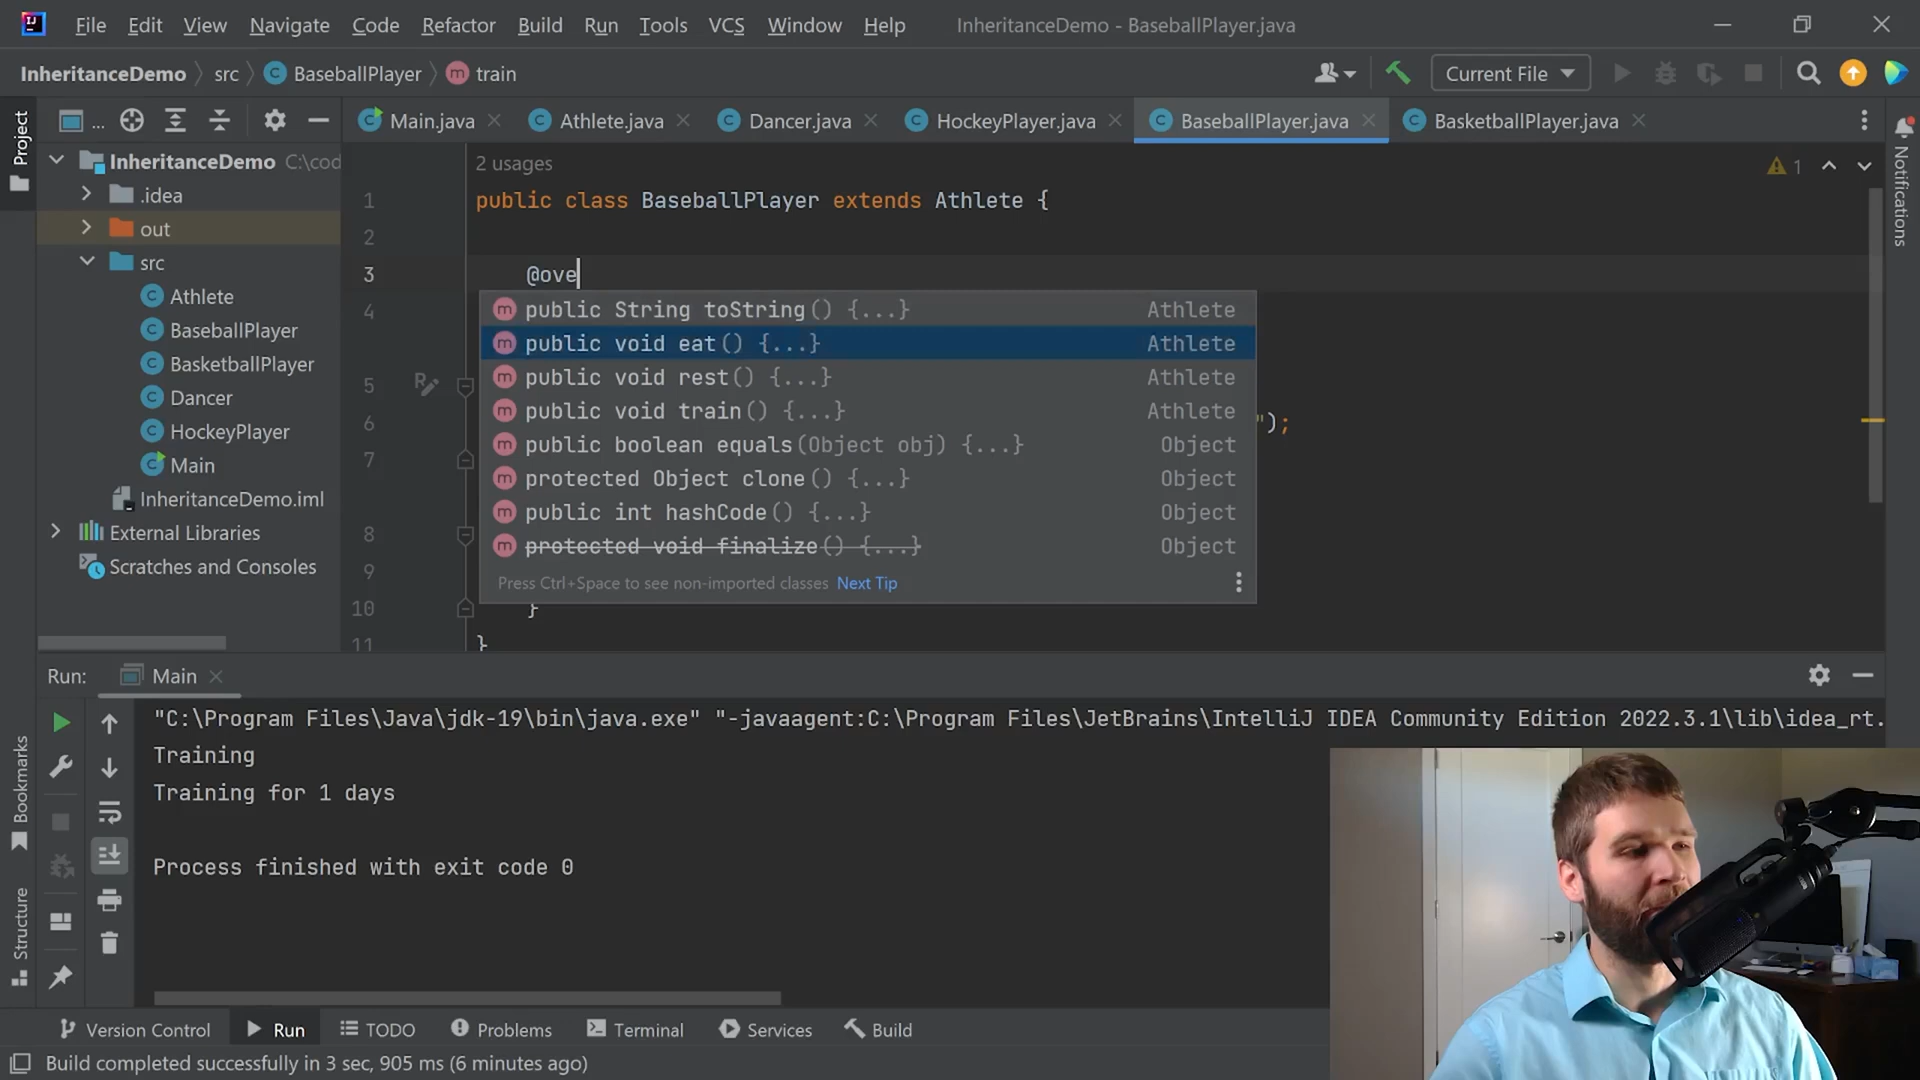 File Edit View Navigate Code Refactor Build Run Tools VCS Window Help InheritanceDemo - BaseballPlayer.java
InheritanceDemo src BaseballPlayer train Current File
... Main.java Athlete.java Dancer.java HockeyPlayer.java BaseballPlayer.java BasketballPlayer.java
Project
Notifications
Bookmarks
Structure
InheritanceDemo C:\cod
.idea
out
src
Athlete
BaseballPlayer
BasketballPlayer
Dancer
HockeyPlayer
Main
InheritanceDemo.iml
External Libraries
Scratches and Consoles
2 usages
1
1 public class BaseballPlayer extends Athlete {
2
3 @ove
4
5
6 ");
7
8
9
10 }
11 }
public String toString() {...} Athlete
public void eat() {...} Athlete
public void rest() {...} Athlete
public void train() {...} Athlete
public boolean equals(Object obj) {...} Object
protected Object clone() {...} Object
public int hashCode() {...} Object
protected void finalize() {...} Object
Press Ctrl+Space to see non-imported classes Next Tip
Run: Main
"C:\Program Files\Java\jdk-19\bin\java.exe" "-javaagent:C:\Program Files\JetBrains\IntelliJ IDEA Community Edition 2022.3.1\lib\idea_rt.
Training
Training for 1 days
Process finished with exit code 0
Version Control Run TODO Problems Terminal Services Build
Build completed successfully in 3 sec, 905 ms (6 minutes ago)